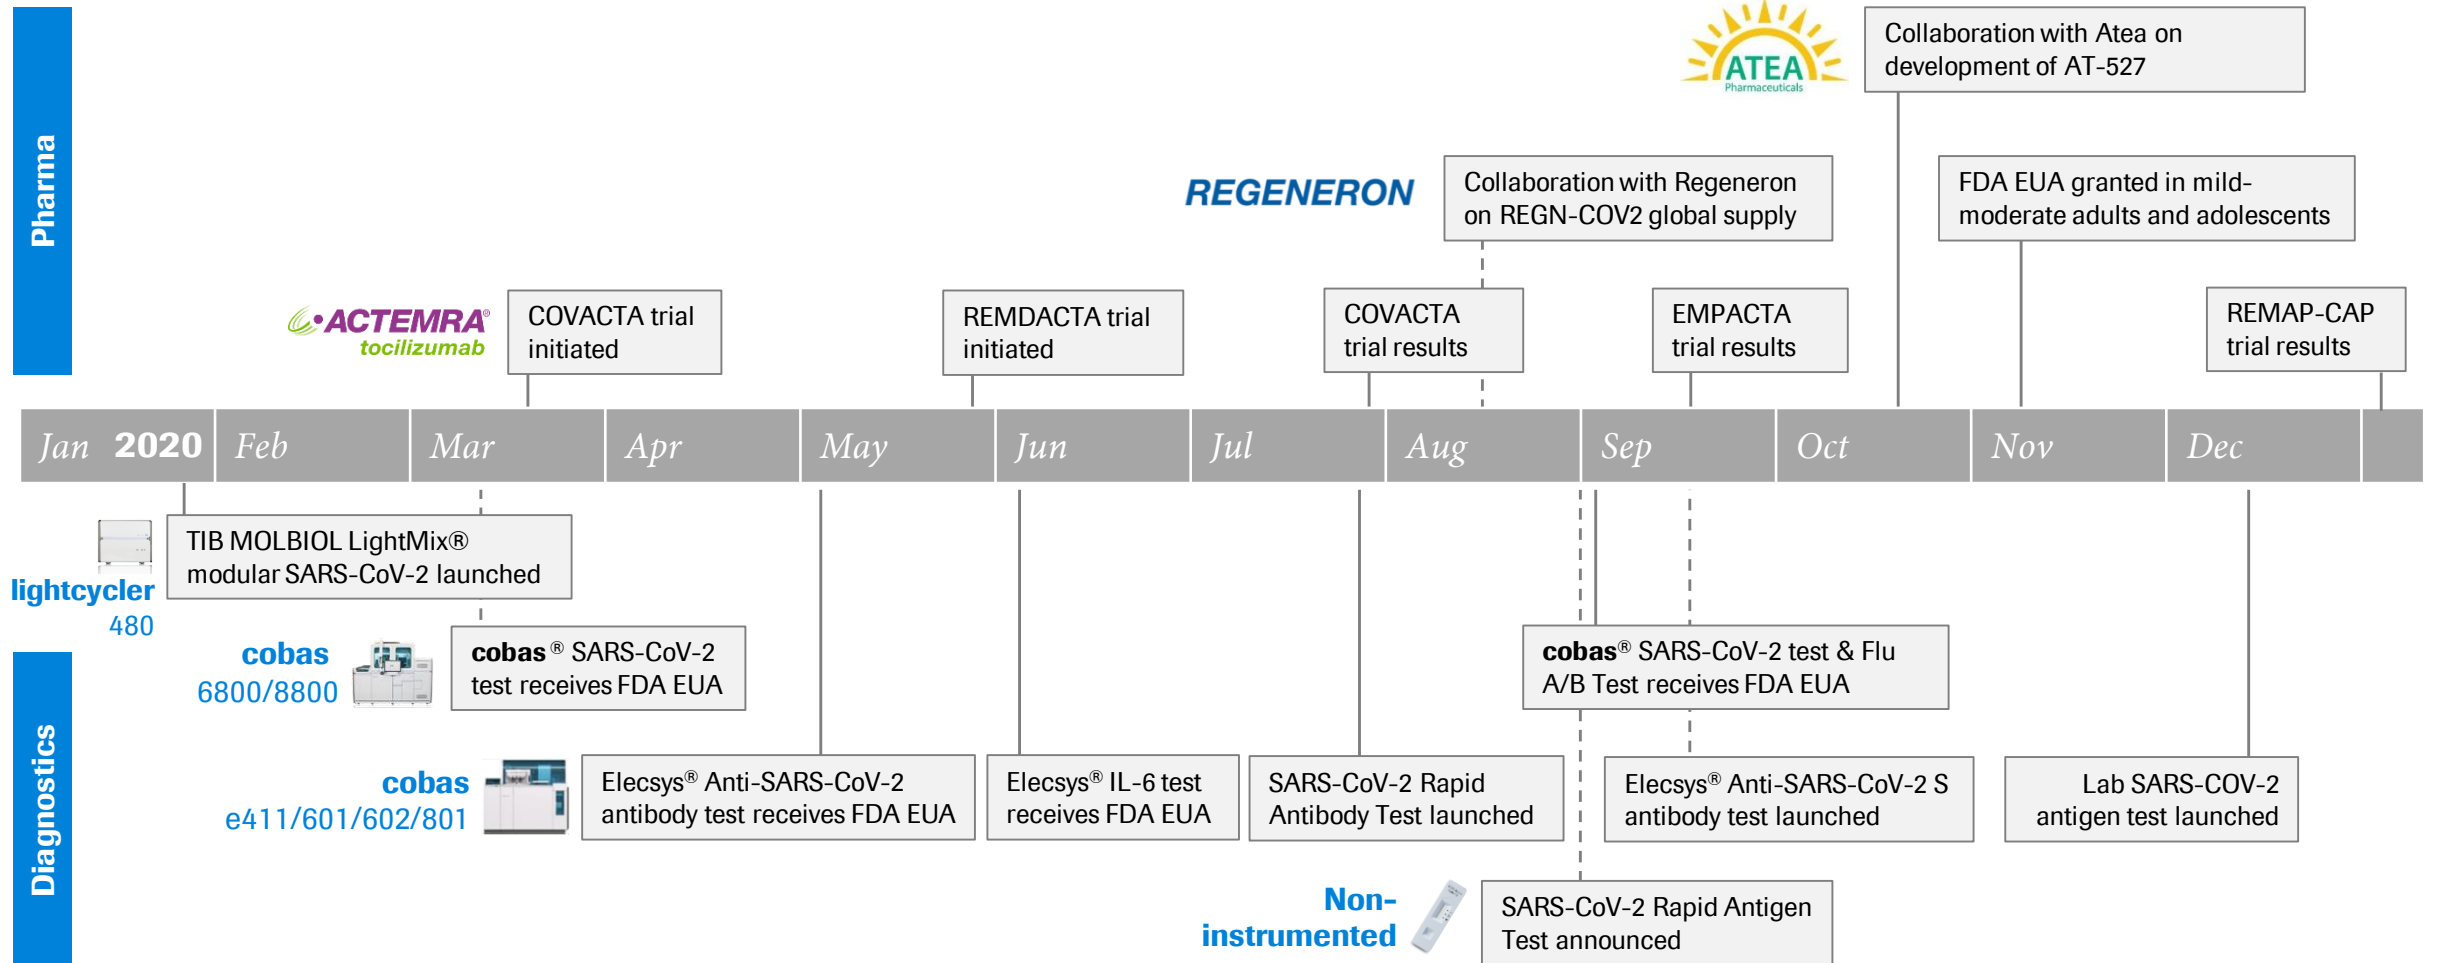 Pharma
ATEA
Pharmaceuticals
Collaboration with Atea on
development of AT-527
REGENERON
Collaboration with Regeneron
on REGN-COV2 global supply
FDA EUA granted in mild-
moderate adults and adolescents
ACTEMRA®
tocilizumab
COVACTA trial
initiated
REMDACTA trial
initiated
COVACTA
trial results
EMPACTA
trial results
REMAP-CAP
trial results
Jan 2020 Feb Mar Apr May Jun Jul Aug Sep Oct Nov Dec
lightcycler
480
TIB MOLBIOL LightMix®
modular SARS-CoV-2 launched
Diagnostics
cobas
6800/8800
cobas® SARS-CoV-2
test receives FDA EUA
cobas® SARS-CoV-2 test & Flu
A/B Test receives FDA EUA
cobas
e411/601/602/801
Elecsys® Anti-SARS-CoV-2
antibody test receives FDA EUA
Elecsys® IL-6 test
receives FDA EUA
SARS-CoV-2 Rapid
Antibody Test launched
Elecsys® Anti-SARS-CoV-2 S
antibody test launched
Lab SARS-COV-2
antigen test launched
Non-
instrumented
SARS-CoV-2 Rapid Antigen
Test announced